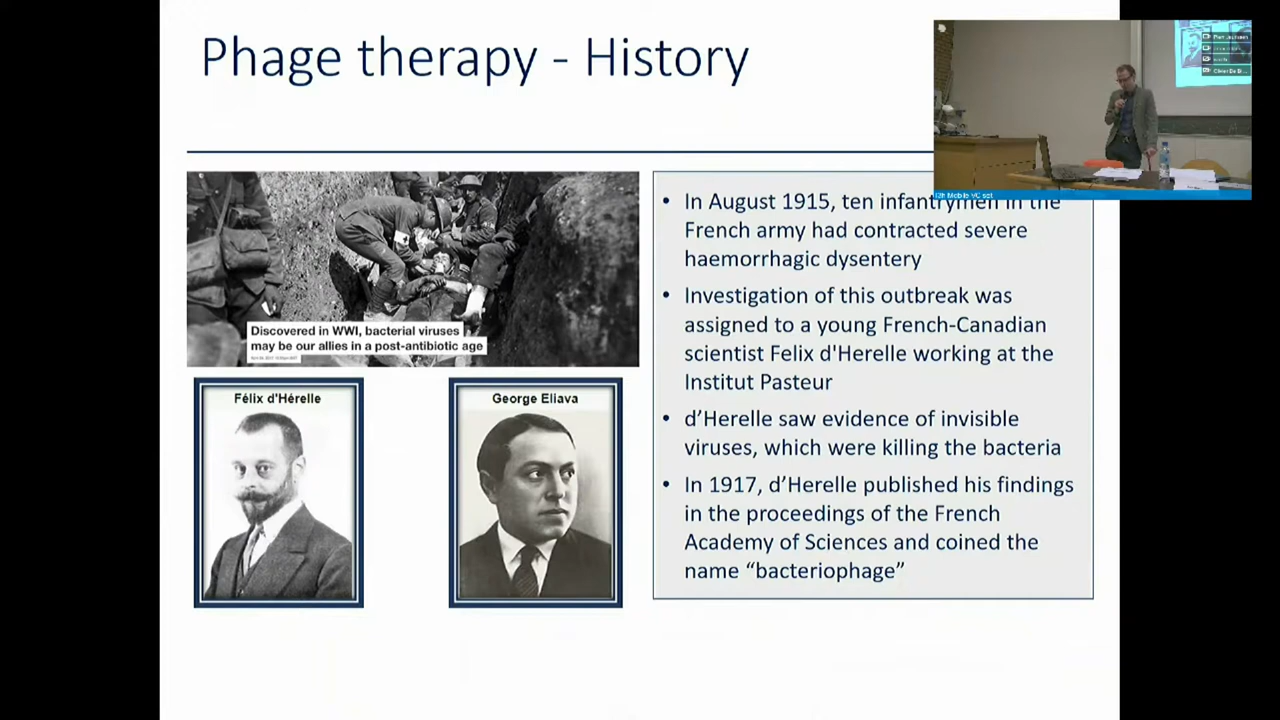 Phage therapy - History
Discovered in WWI, bacterial viruses
may be our allies in a post-antibiotic age
Félix d'Hérelle
George Eliava
• In August 1915, ten infantrymen in the
French army had contracted severe
haemorrhagic dysentery
• Investigation of this outbreak was
assigned to a young French-Canadian
scientist Felix d'Herelle working at the
Institut Pasteur
• d’Herelle saw evidence of invisible
viruses, which were killing the bacteria
• In 1917, d’Herelle published his findings
in the proceedings of the French
Academy of Sciences and coined the
name “bacteriophage”
Mobile VC set